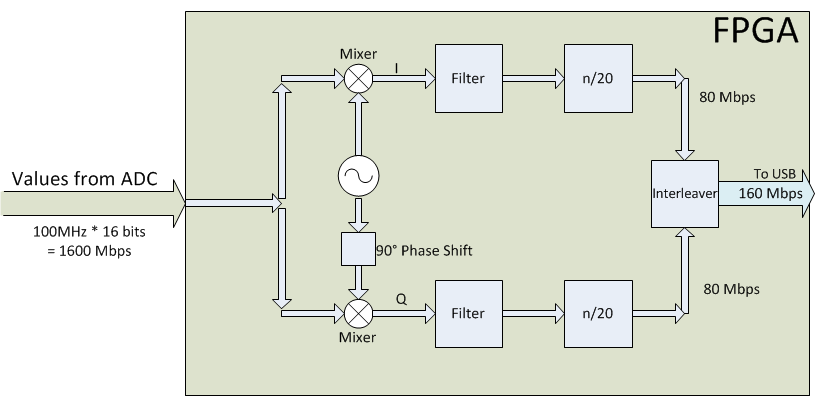 FPGA
Mixer
I
Filter
n/20
80 Mbps
Values from ADC
100MHz * 16 bits
= 1600 Mbps
To USB
Interleaver
160 Mbps
90° Phase Shift
80 Mbps
Q
Filter
n/20
Mixer